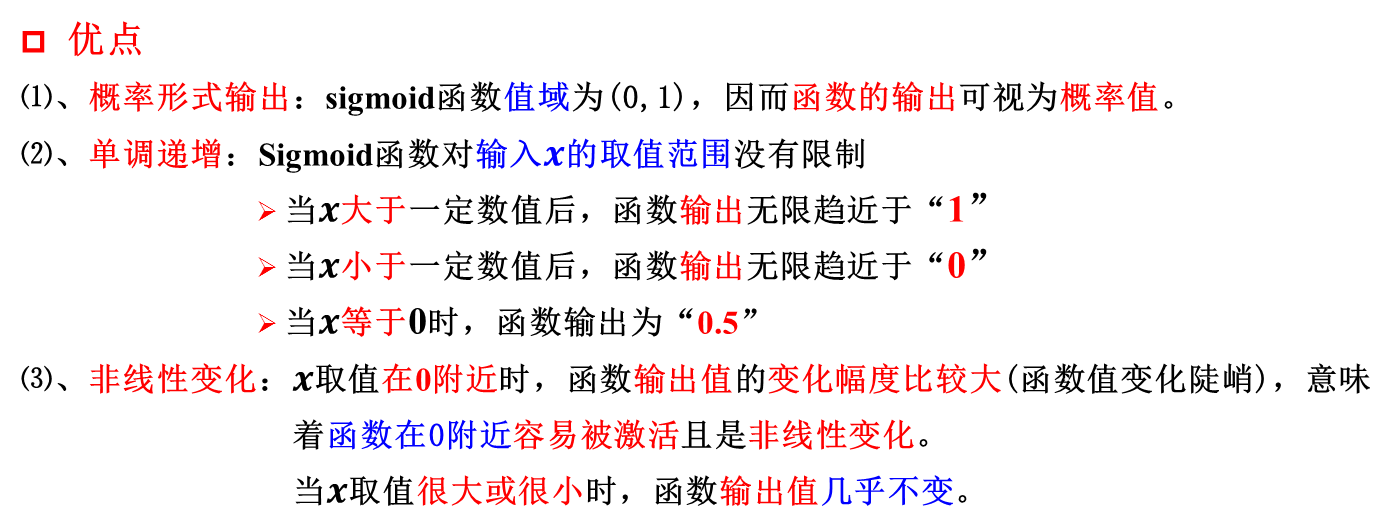 优点
⑴、概率形式输出：sigmoid函数值域为(0,1)，因而函数的输出可视为概率值。
⑵、单调递增：Sigmoid函数对输入x的取值范围没有限制
➢ 当x大于一定数值后，函数输出无限趋近于“1”
➢ 当x小于一定数值后，函数输出无限趋近于“0”
➢ 当x等于0时，函数输出为“0.5”
⑶、非线性变化：x取值在0附近时，函数输出值的变化幅度比较大(函数值变化陡峭)，意味
着函数在0附近容易被激活且是非线性变化。
当x取值很大或很小时，函数输出值几乎不变。